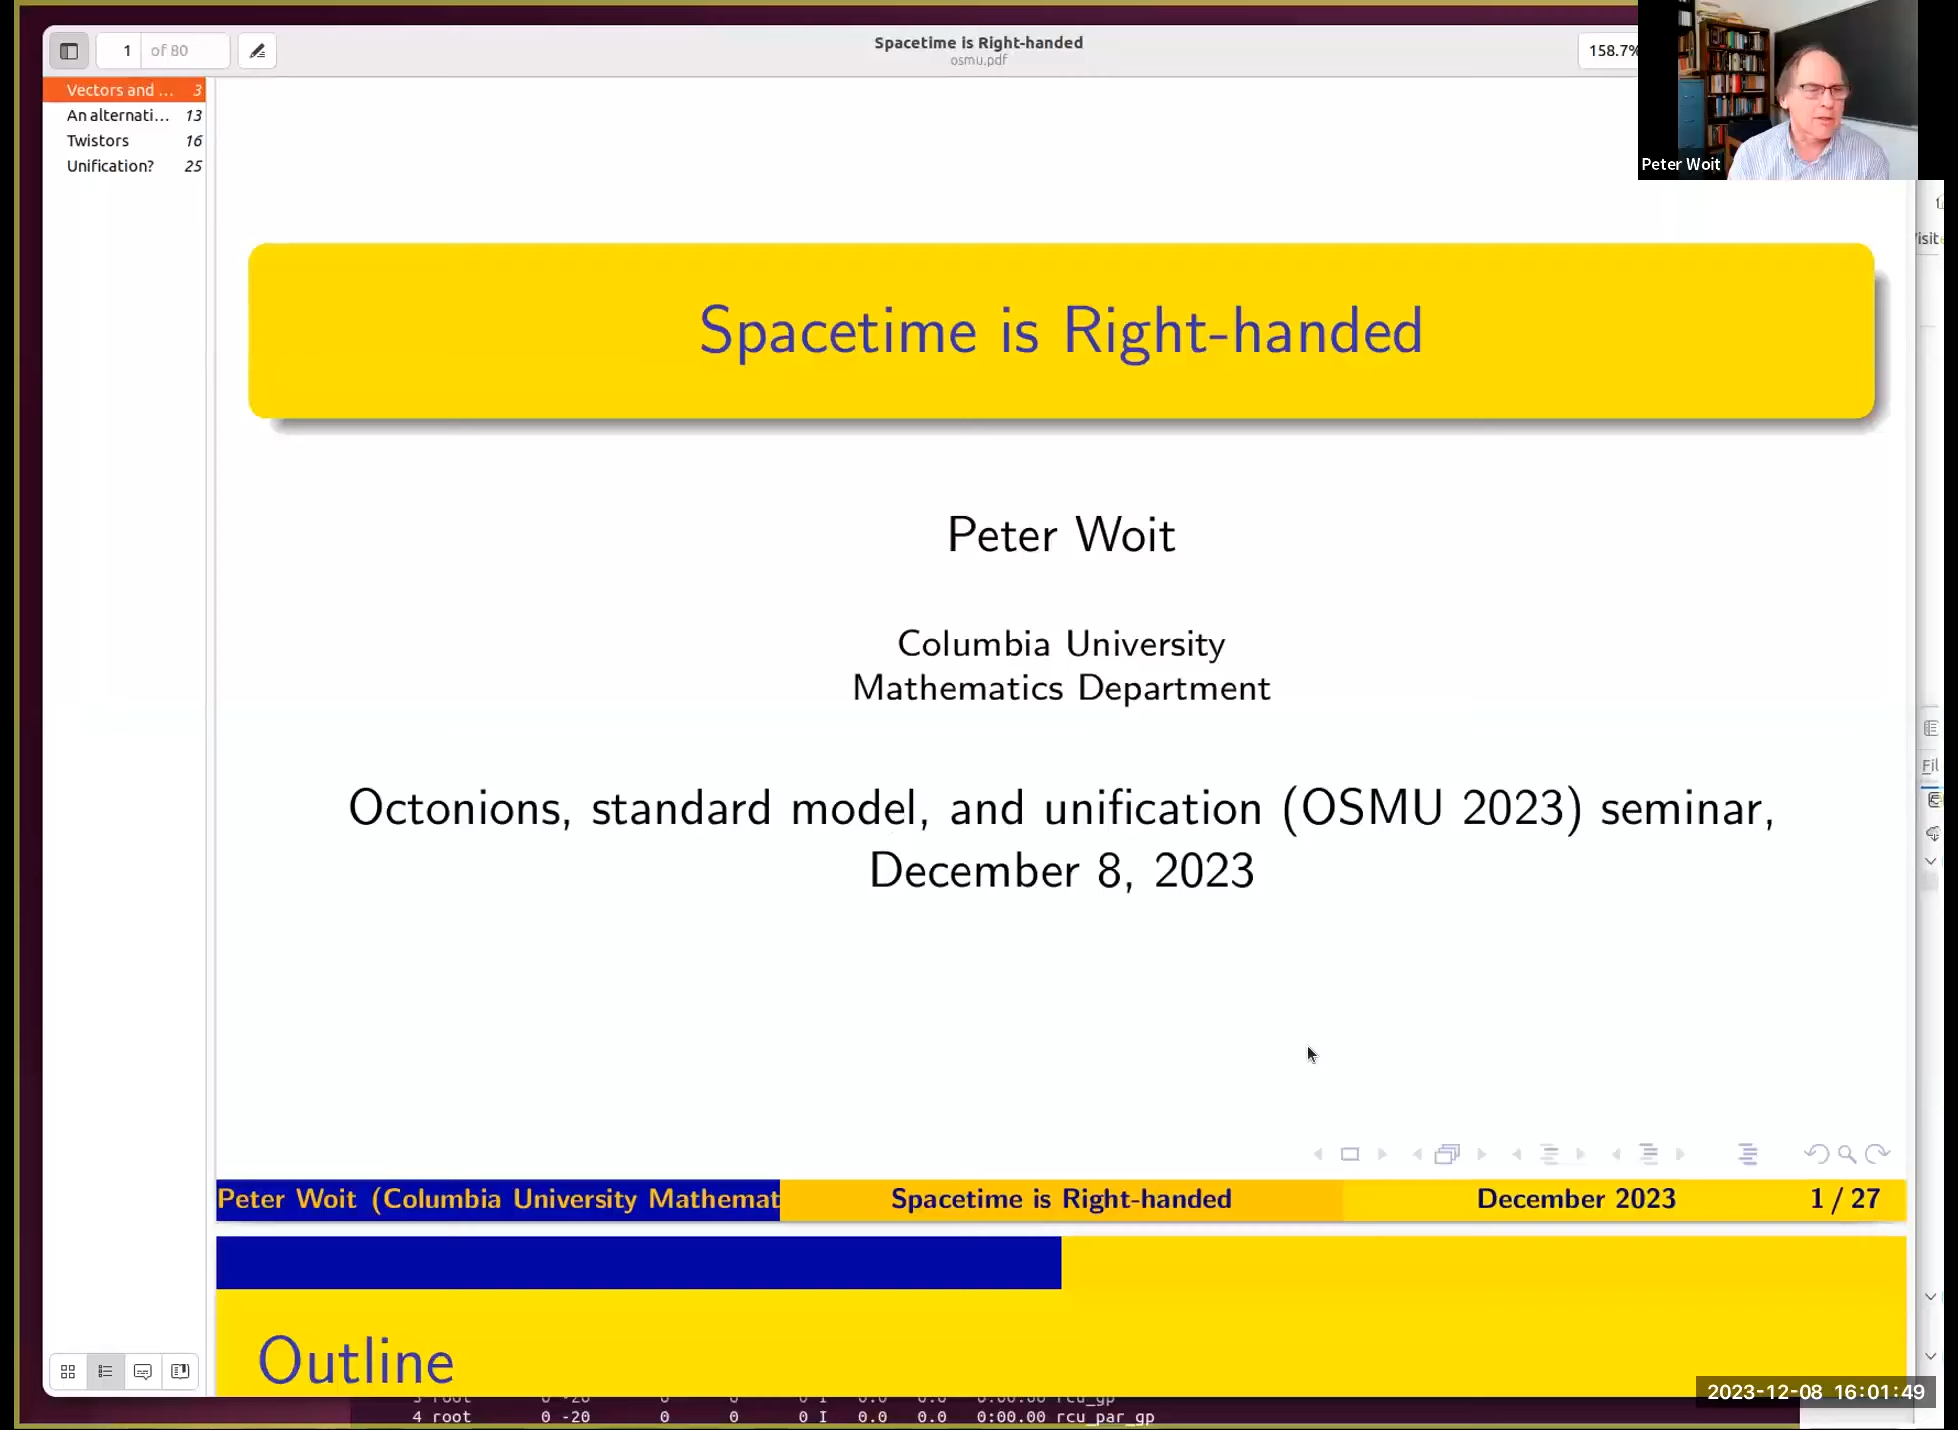 1 of 80
Spacetime is Right-handed
osmu.pdf
158.7%
Vectors and ... 3
An alternati... 13
Twistors 16
Unification? 25
Peter Woit
Spacetime is Right-handed
Peter Woit
Columbia University
Mathematics Department
Octonions, standard model, and unification (OSMU 2023) seminar,
December 8, 2023
Peter Woit (Columbia University Mathemat
Spacetime is Right-handed
December 2023
1 / 27
Outline
2023-12-08 16:01:49
4 root 0 -20 0 0 0 I 0.0 0.0 0:00.00 rcu_par_gp